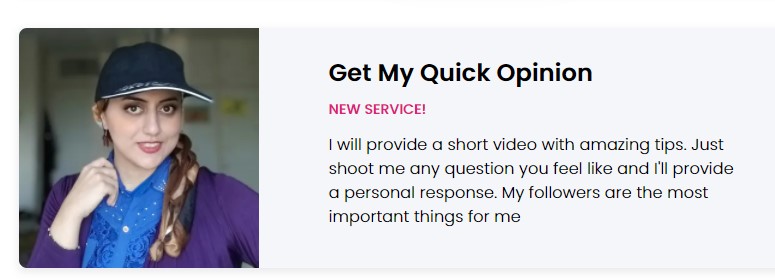 Get My Quick Opinion
NEW SERVICE!
I will provide a short video with amazing tips. Just
shoot me any question you feel like and I'll provide
a personal response. My followers are the most
important things for me